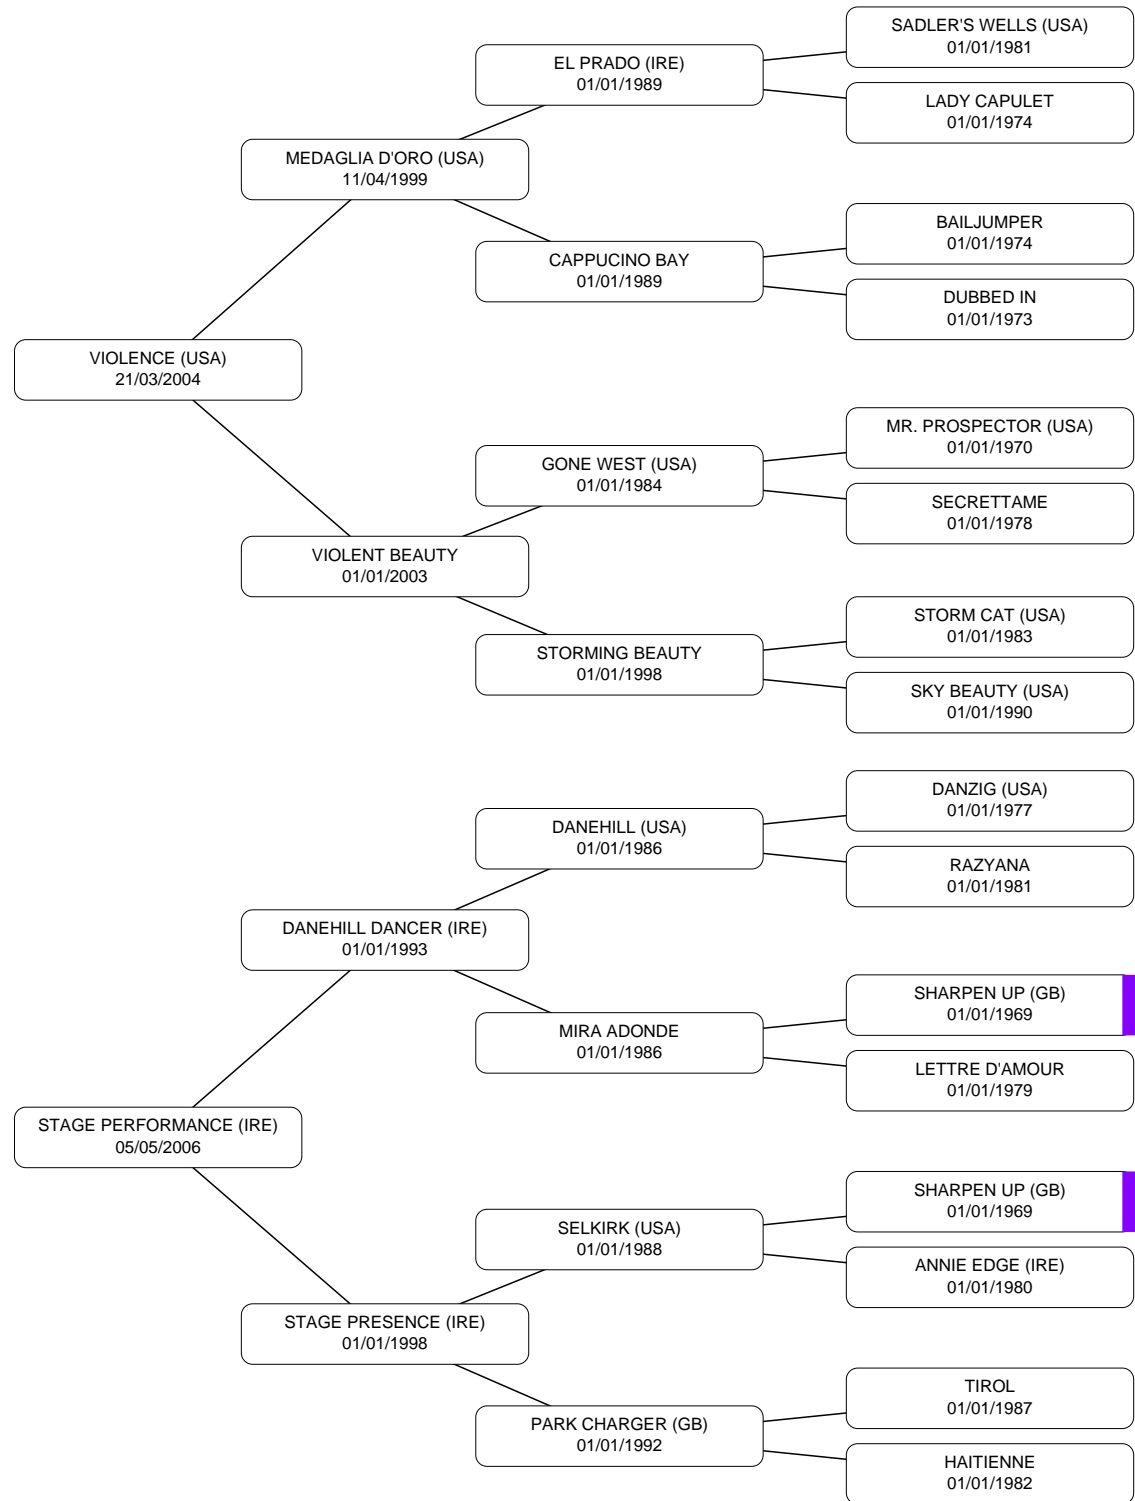 SADLER'S WELLS (USA)
01/01/1981
EL PRADO (IRE)
01/01/1989
LADY CAPULET
01/01/1974
MEDAGLIA D'ORO (USA)
11/04/1999
BAILJUMPER
01/01/1974
CAPPUCINO BAY
01/01/1989
DUBBED IN
01/01/1973
VIOLENCE (USA)
21/03/2004
MR. PROSPECTOR (USA)
01/01/1970
GONE WEST (USA)
01/01/1984
SECRETTAME
01/01/1978
VIOLENT BEAUTY
01/01/2003
STORM CAT (USA)
01/01/1983
STORMING BEAUTY
01/01/1998
SKY BEAUTY (USA)
01/01/1990
DANZIG (USA)
01/01/1977
DANEHILL (USA)
01/01/1986
RAZYANA
01/01/1981
DANEHILL DANCER (IRE)
01/01/1993
SHARPEN UP (GB)
01/01/1969
MIRA ADONDE
01/01/1986
LETTRE D'AMOUR
01/01/1979
STAGE PERFORMANCE (IRE)
05/05/2006
SHARPEN UP (GB)
01/01/1969
SELKIRK (USA)
01/01/1988
ANNIE EDGE (IRE)
01/01/1980
STAGE PRESENCE (IRE)
01/01/1998
TIROL
01/01/1987
PARK CHARGER (GB)
01/01/1992
HAITIENNE
01/01/1982